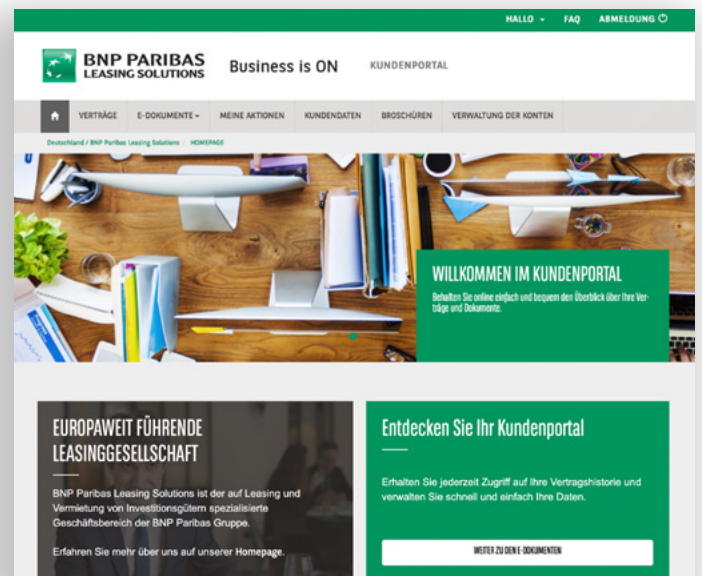 HALLO FAQ ABMELDUNG
BNP PARIBAS
LEASING SOLUTIONS
Business is ON
KUNDENPORTAL
VERTRÄGE E-DOKUMENTE MEINE AKTIONEN KUNDENDATEN BROSCHÜREN VERWALTUNG DER KONTEN
Deutschland / BNP Paribas Leasing Solutions / HOMEPAGE
WILLKOMMEN IM KUNDENPORTAL
Behalten Sie online einfach und bequem den Überblick über Ihre Ver-
träge und Dokumente.
EUROPAWEIT FÜHRENDE
LEASINGGESELLSCHAFT
BNP Paribas Leasing Solutions ist der auf Leasing und
Vermietung von Investitionsgütern spezialisierte
Geschäftsbereich der BNP Paribas Gruppe.
Erfahren Sie mehr über uns auf unserer Homepage.
Entdecken Sie Ihr Kundenportal
Erhalten Sie jederzeit Zugriff auf Ihre Vertragshistorie und
verwalten Sie schnell und einfach Ihre Daten.
WEITER ZU DEN E-DOKUMENTEN